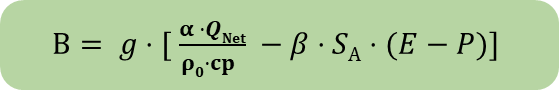 B = g · [ α ·Q_Net / ρ₀·cp − β · S_A · (E − P)]